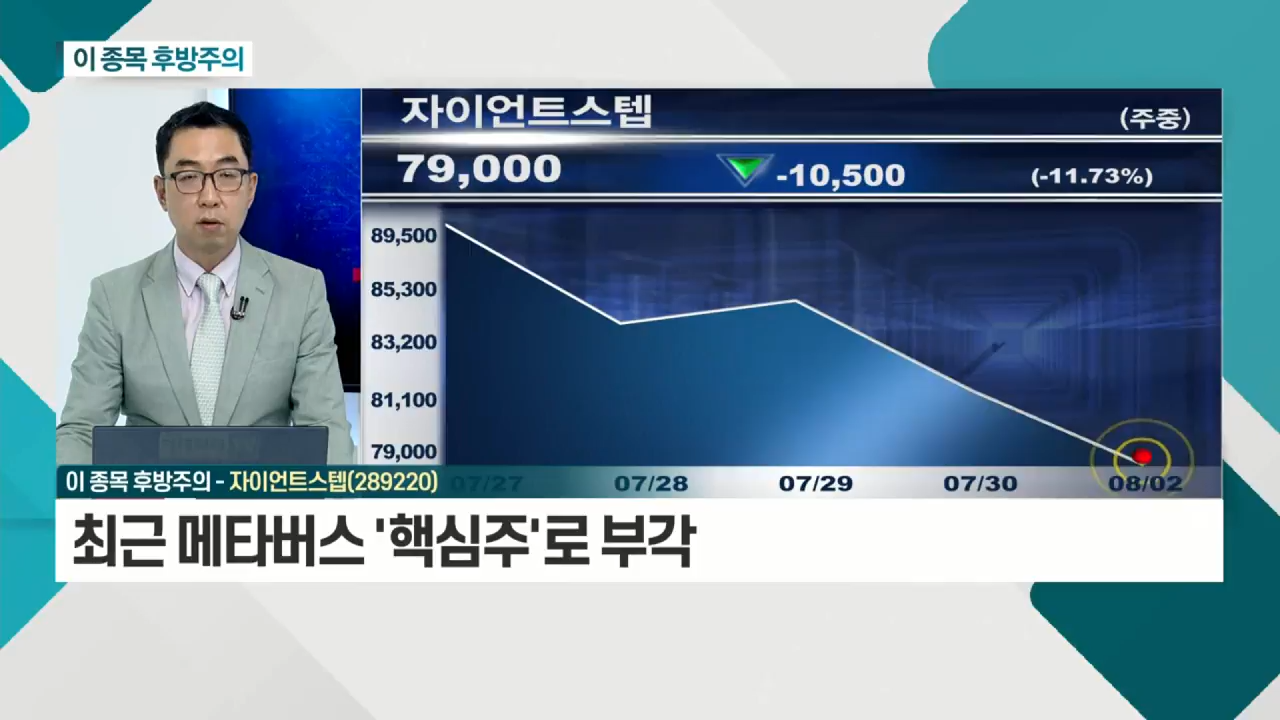 이 종목 후방주의
자이언트스텝 (주중)
79,000 -10,500 (-11.73%)
89,500
85,300
83,200
81,100
79,000
07/27 07/28 07/29 07/30 08/02
이 종목 후방주의 - 자이언트스텝(289220)
최근 메타버스 '핵심주'로 부각